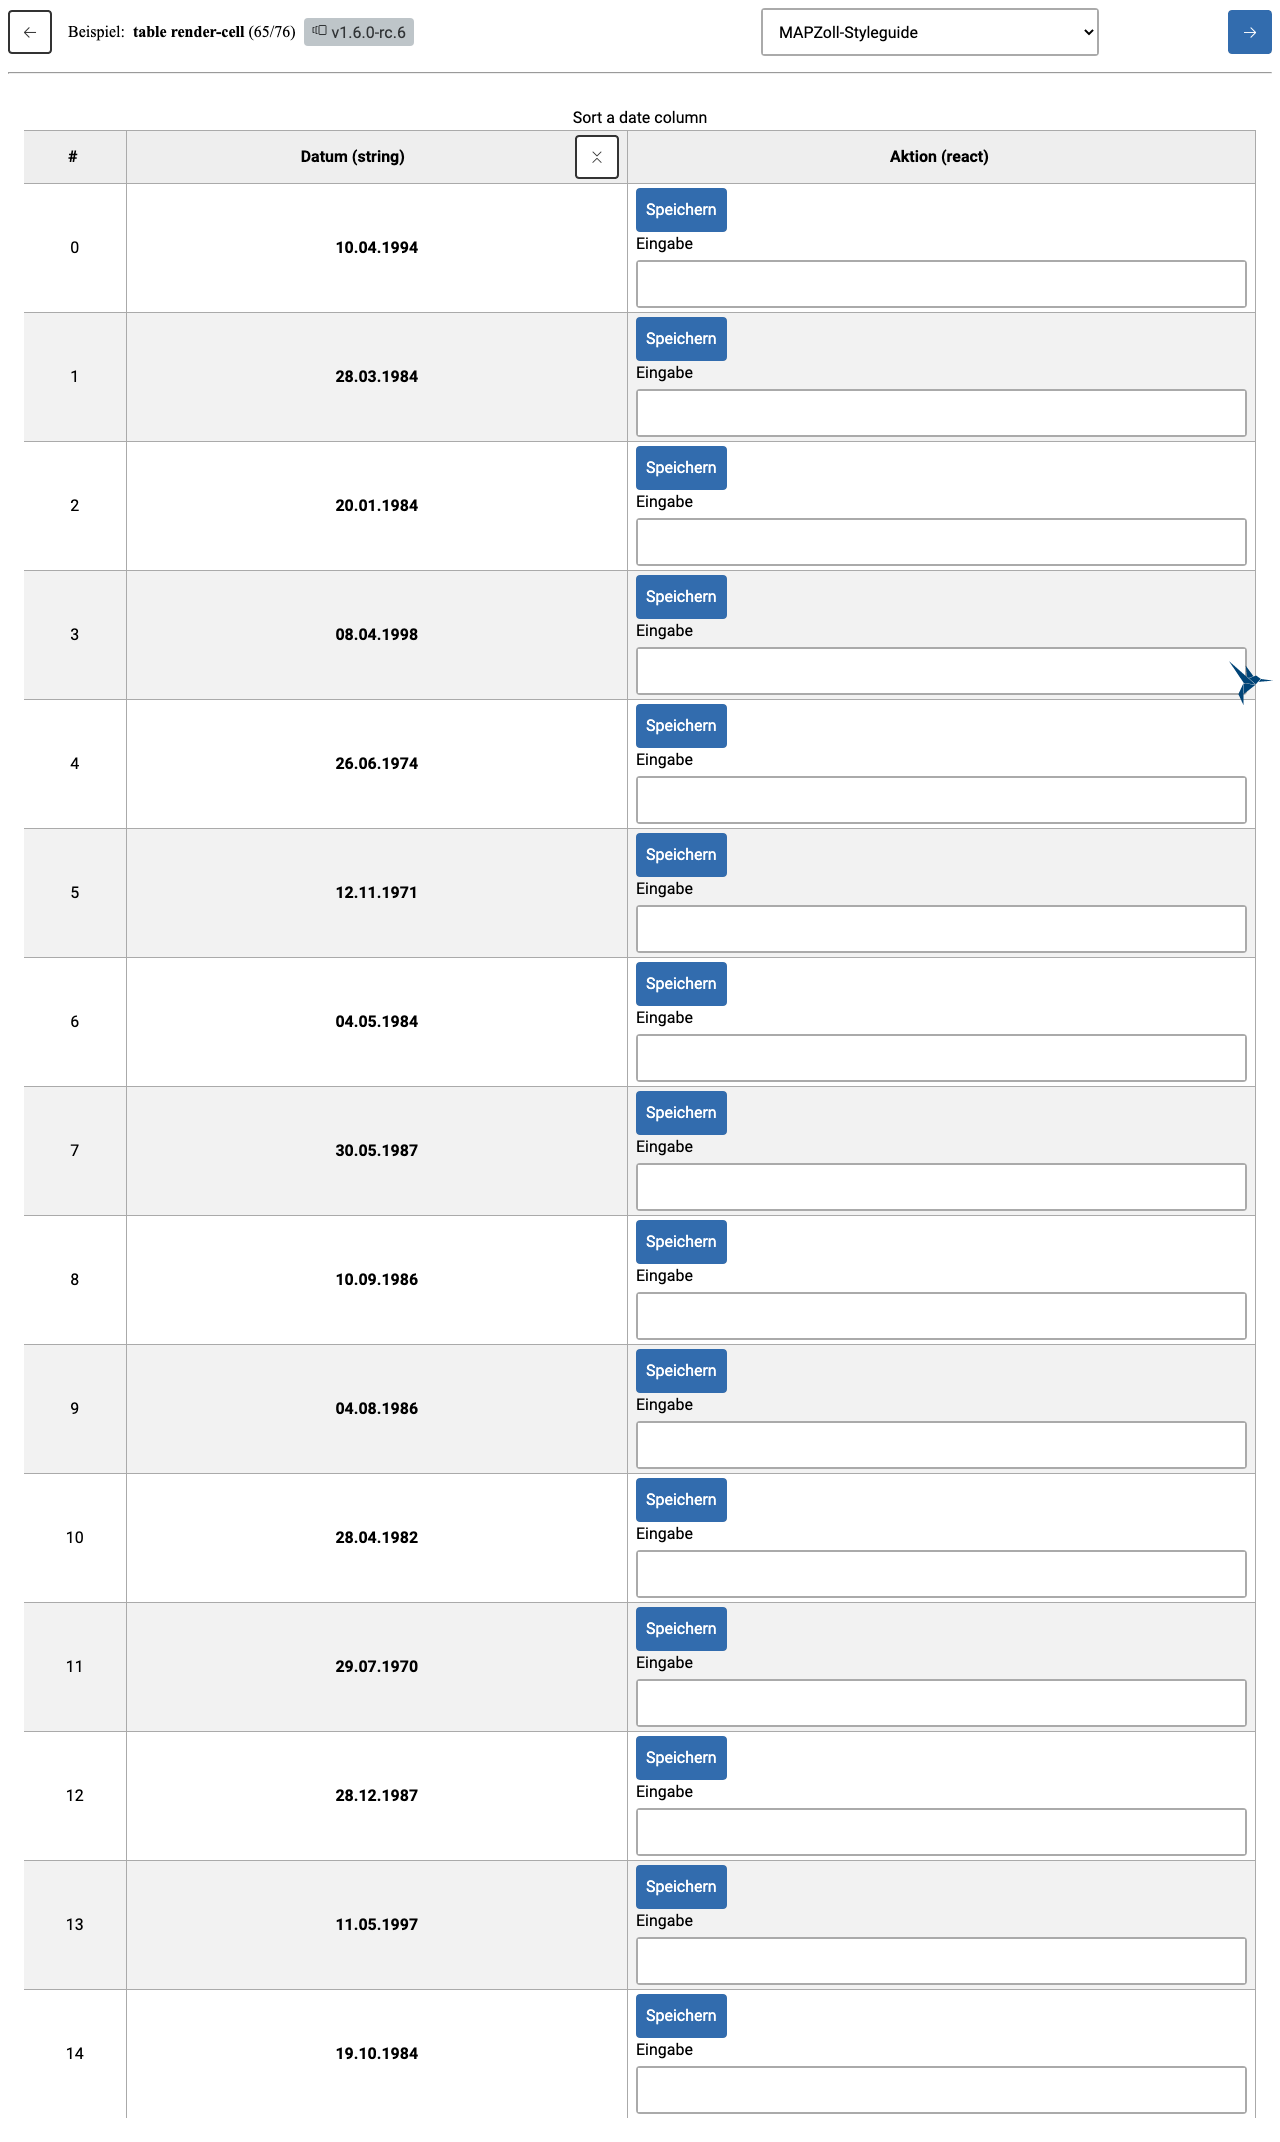 Beispiel: table render-cell (65/76) v1.6.0-rc.6 MAPZoll-Styleguide
Sort a date column
# Datum (string) Aktion (react)
Speichern
0 10.04.1994 Eingabe
Speichern
1 28.03.1984 Eingabe
Speichern
2 20.01.1984 Eingabe
Speichern
3 08.04.1998 Eingabe
Speichern
4 26.06.1974 Eingabe
Speichern
5 12.11.1971 Eingabe
Speichern
6 04.05.1984 Eingabe
Speichern
7 30.05.1987 Eingabe
Speichern
8 10.09.1986 Eingabe
Speichern
9 04.08.1986 Eingabe
Speichern
10 28.04.1982 Eingabe
Speichern
11 29.07.1970 Eingabe
Speichern
12 28.12.1987 Eingabe
Speichern
13 11.05.1997 Eingabe
Speichern
14 19.10.1984 Eingabe